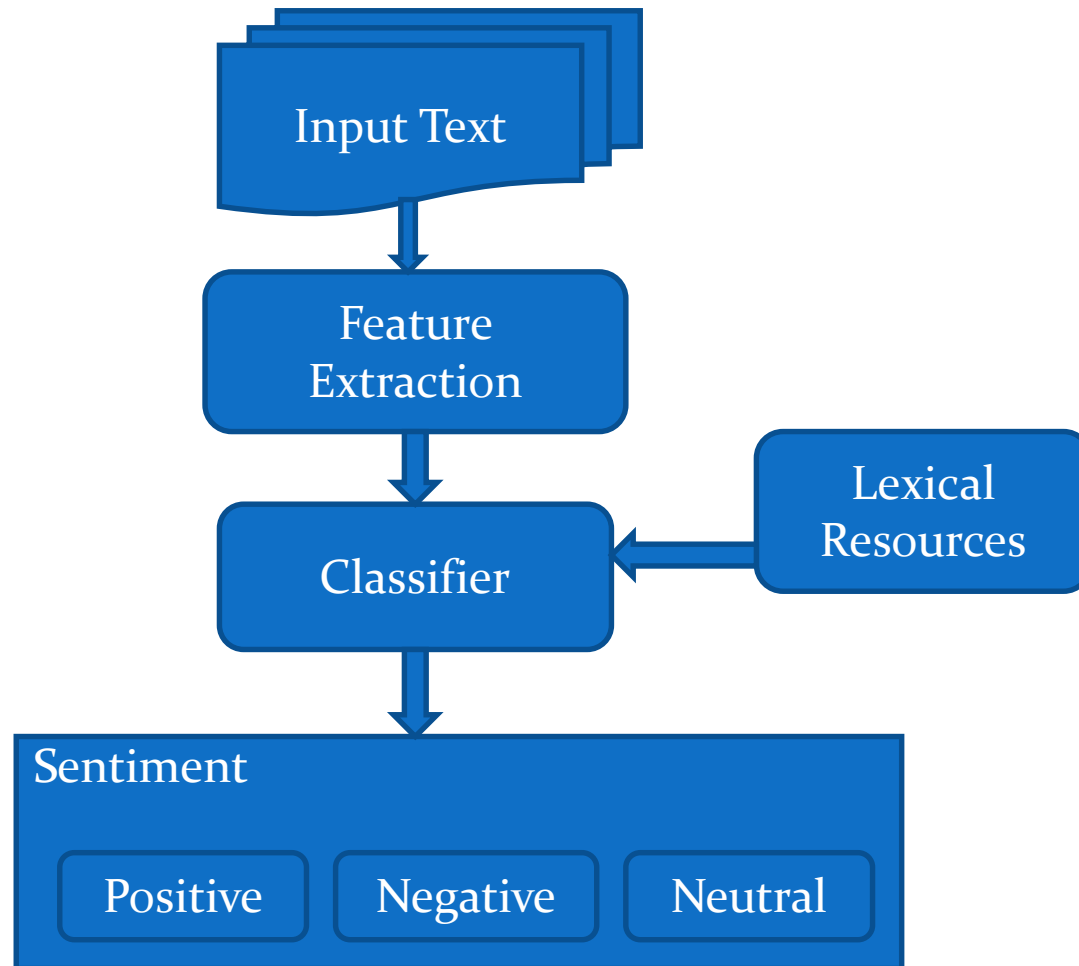 Input Text
Feature
Extraction
Lexical
Resources
Classifier
Sentiment
Positive
Negative
Neutral